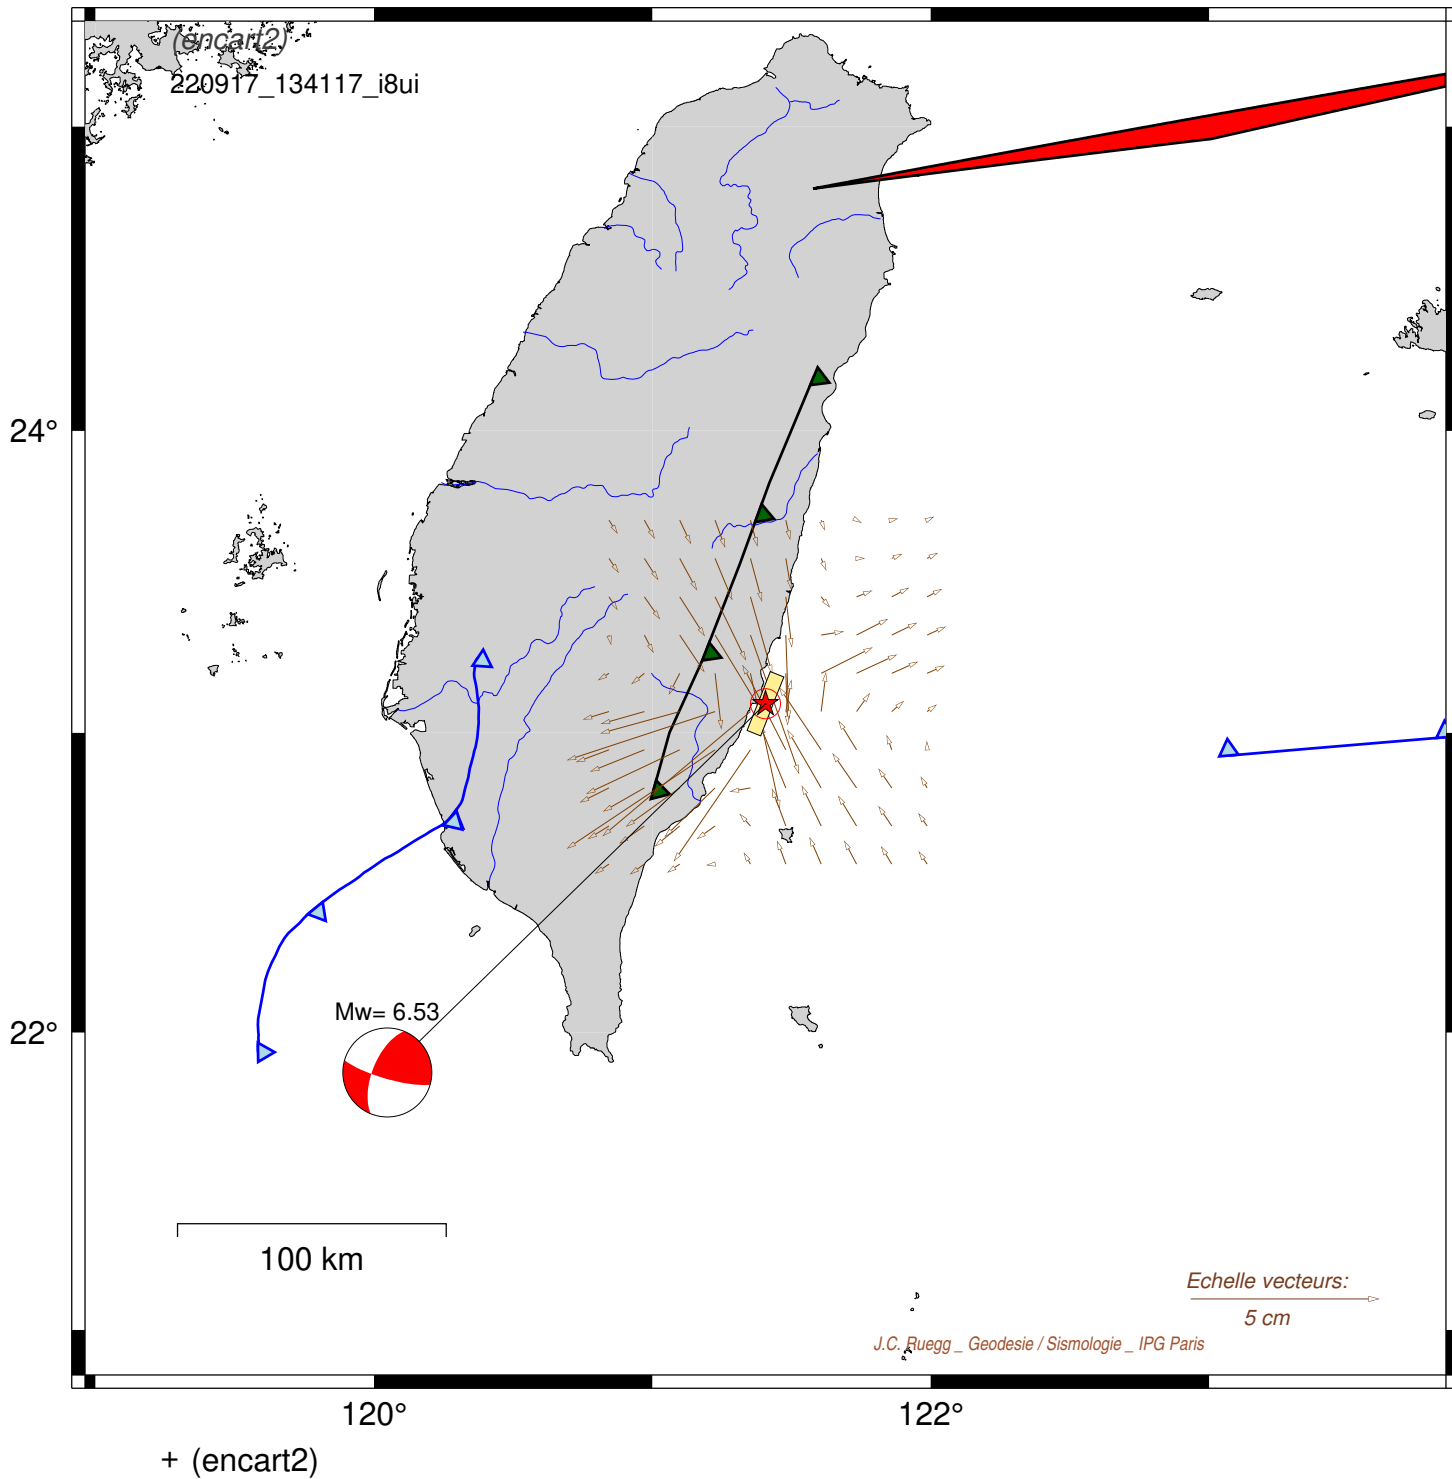 (encart2)
220917_134117_i8ui
24°
Mw= 6.53
22°
100 km
Echelle vecteurs:
5 cm
J.C. Ruegg _ Geodesie / Sismologie _ IPG Paris
120°
122°
+ (encart2)